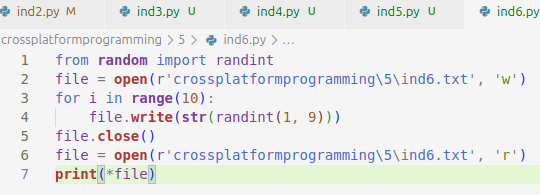 ind2.py M ind3.py U ind4.py U ind5.py U ind6.py
crossplatformprogramming > 5 > ind6.py > ...
1 from random import randint
2 file = open(r'crossplatformprogramming\5\ind6.txt', 'w')
3 for i in range(10):
4 file.write(str(randint(1, 9)))
5 file.close()
6 file = open(r'crossplatformprogramming\5\ind6.txt', 'r')
7 print(*file)